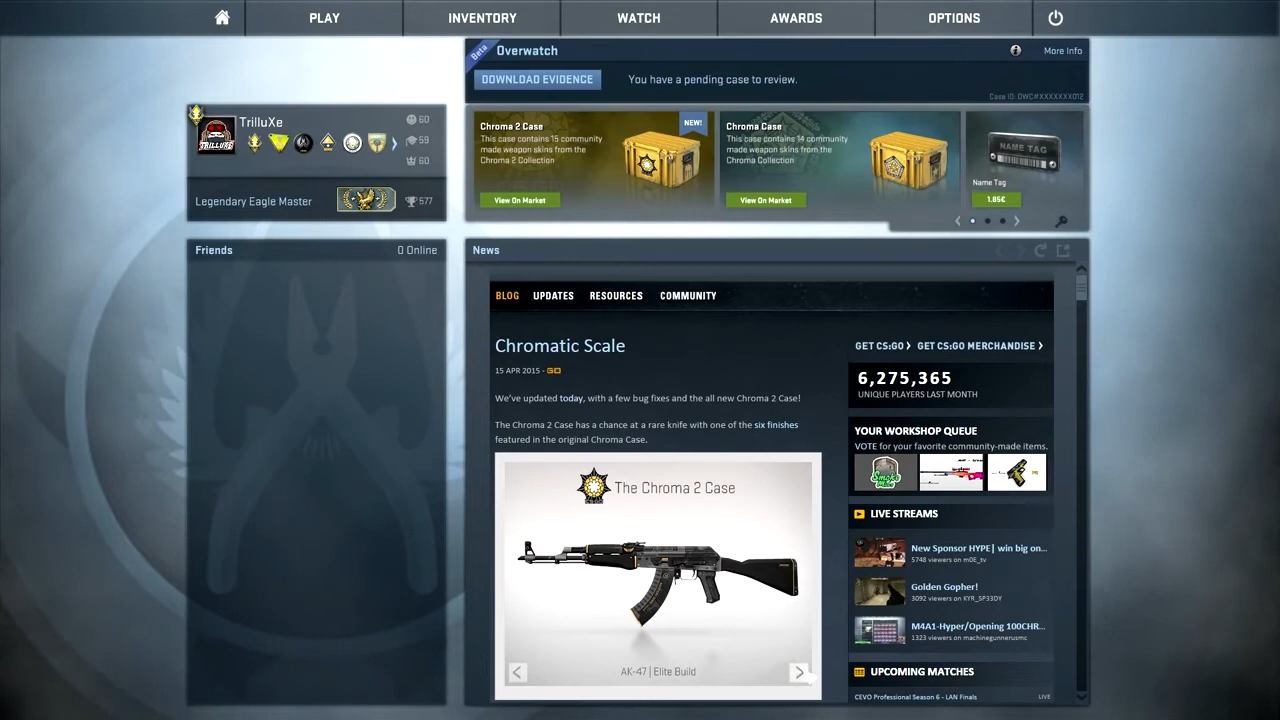 PLAY
INVENTORY
WATCH
AWARDS
OPTIONS
Beta
Overwatch
More Info
DOWNLOAD EVIDENCE
You have a pending case to review.
Case ID: OWC#XXXXXXX012
TrilluXe
60
59
60
Legendary Eagle Master
577
Chroma 2 Case
This case contains 15 community
made weapon skins from the
Chroma 2 Collection
NEW!
View On Market
Chroma Case
This case contains 14 community
made weapon skins from the
Chroma Collection
View On Market
NAME TAG
Name Tag
1.85€
Friends
0 Online
News
BLOG
UPDATES
RESOURCES
COMMUNITY
Chromatic Scale
15 APR 2015 - GO
We've updated today, with a few bug fixes and the all new Chroma 2 Case!
The Chroma 2 Case has a chance at a rare knife with one of the six finishes
featured in the original Chroma Case.
The Chroma 2 Case
AK-47 | Elite Build
GET CS:GO
GET CS:GO MERCHANDISE
6,275,365
UNIQUE PLAYERS LAST MONTH
YOUR WORKSHOP QUEUE
VOTE for your favorite community-made items.
LIVE STREAMS
New Sponsor HYPE| win big on...
5748 viewers on m0E_tv
Golden Gopher!
3092 viewers on KYR_SP33DY
M4A1-Hyper/Opening 100CHR...
1323 viewers on machinegunnerusmc
UPCOMING MATCHES
CEVO Professional Season 6 - LAN Finals
LIVE